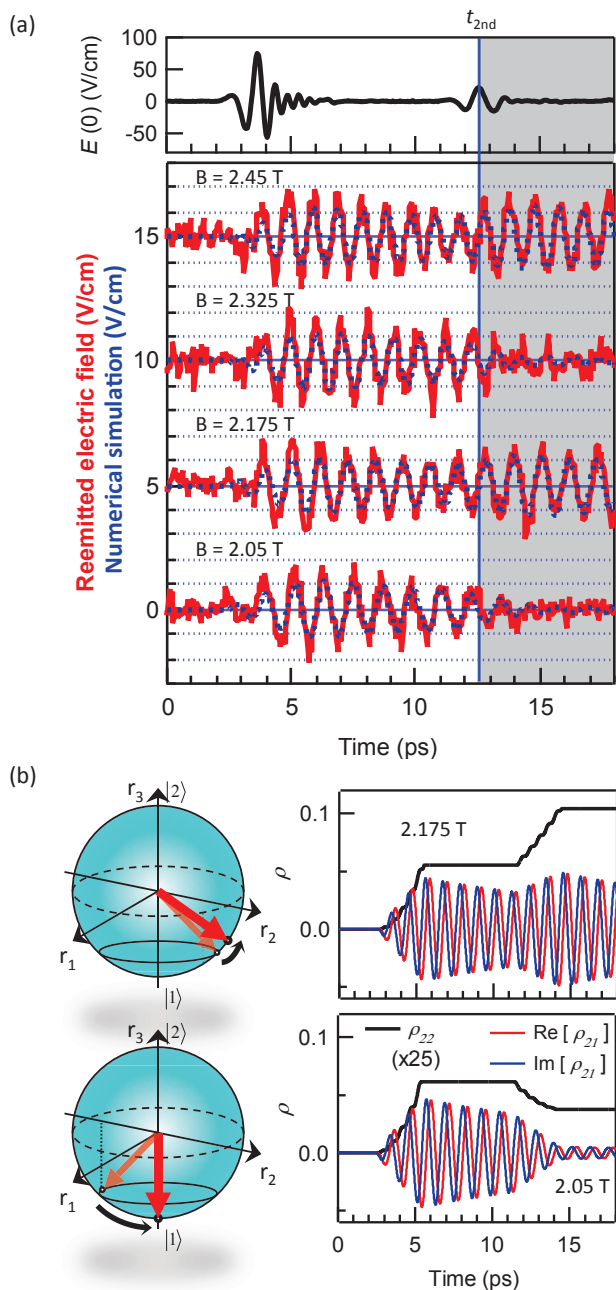 (a)
t2nd
E (0) (V/cm)
100
50
0
-50
Reemitted electric field (V/cm)
Numerical simulation (V/cm)
B = 2.45 T
15
B = 2.325 T
10
B = 2.175 T
5
B = 2.05 T
0
0 5 10 15
Time (ps)
(b)
r3 |2⟩
r2
r1
|1⟩
r3 |2⟩
r2
r1
|1⟩
ρ
0.1
0.0
2.175 T
ρ
0.1
0.0
ρ22
(x25)
Re [ ρ21 ]
Im [ ρ21 ]
2.05 T
0 5 10 15
Time (ps)